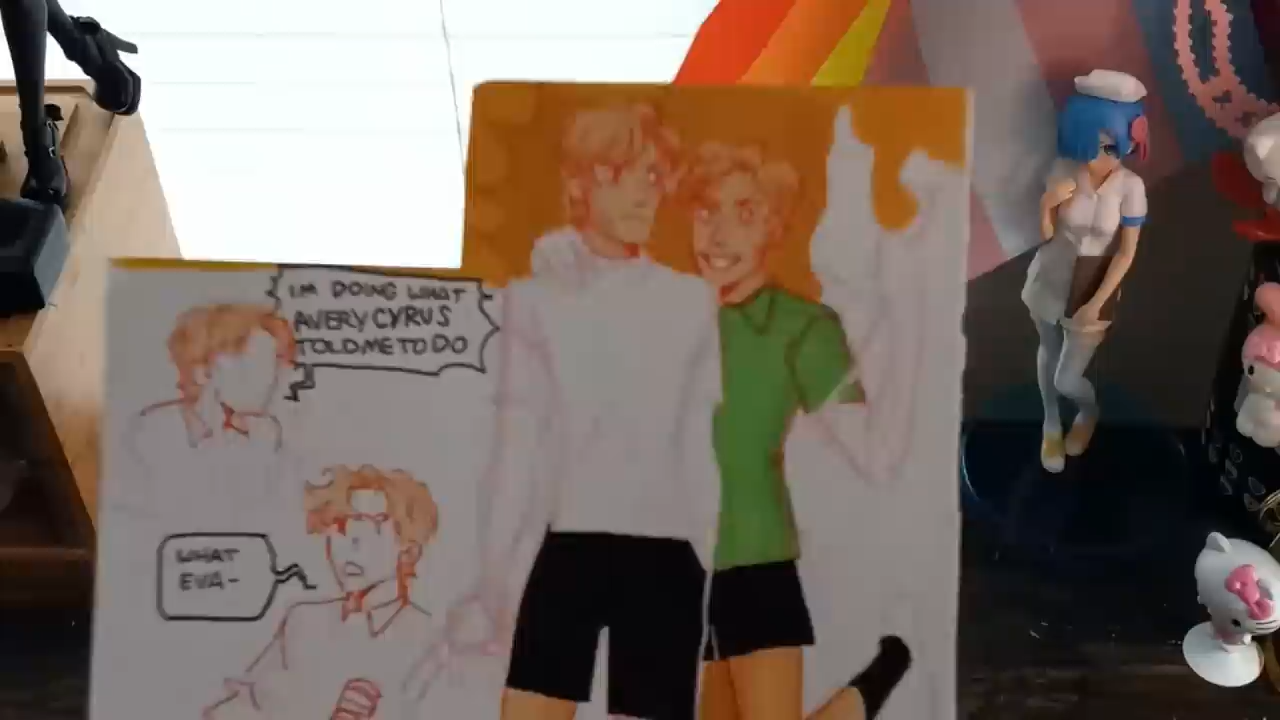 IM DOING WHAT
AVERY CYRUS
TOLD ME TO DO
WHAT
EVA-